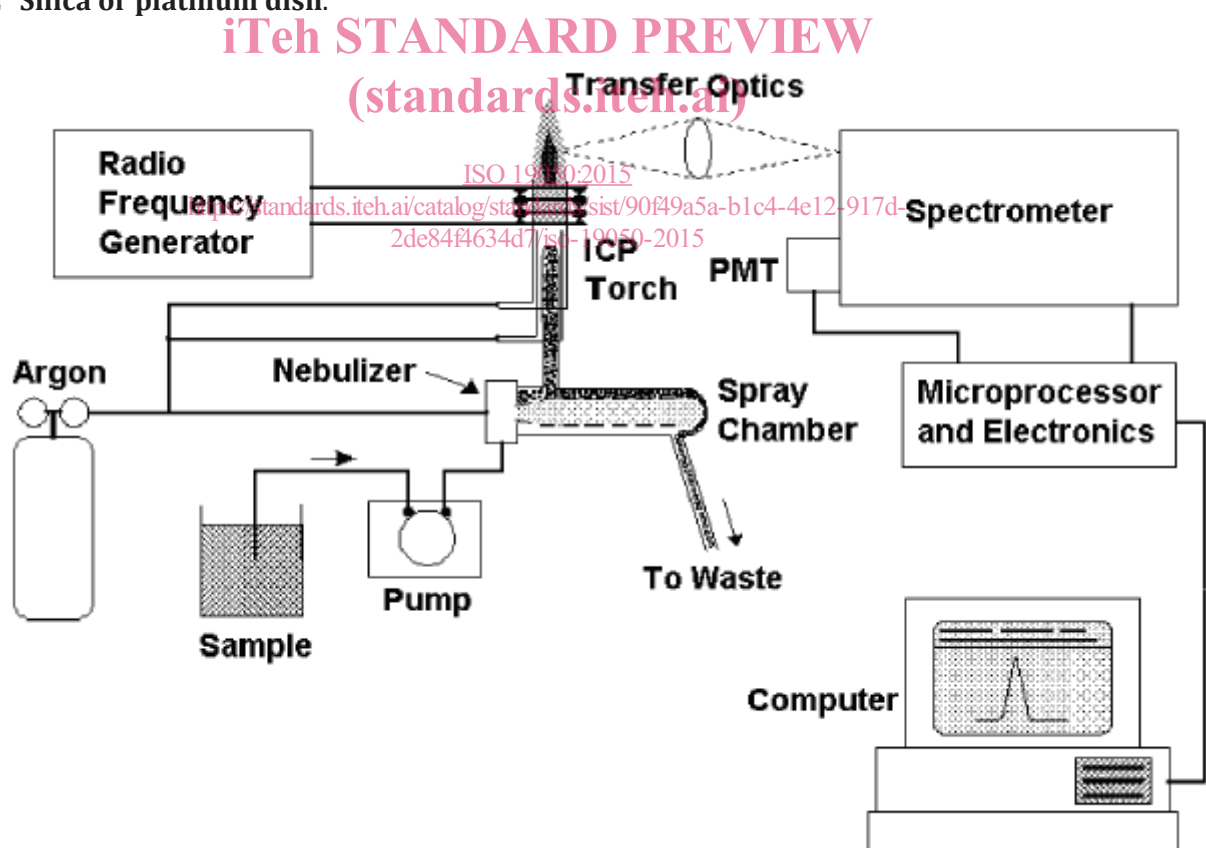 Silica or platinum dish.
iTeh STANDARD PREVIEW
(standards.iteh.ai)
Transfer Optics
Radio
Frequency
Generator
ISO 19050:2015
standards.iteh.ai/catalog/standards/sist/90f49a5a-b1c4-4e12-917d-
2de84f4634d7/iso-19050-2015
Spectrometer
ICP
Torch
PMT
Argon
Nebulizer
Spray
Chamber
Microprocessor
and Electronics
To Waste
Pump
Sample
Computer